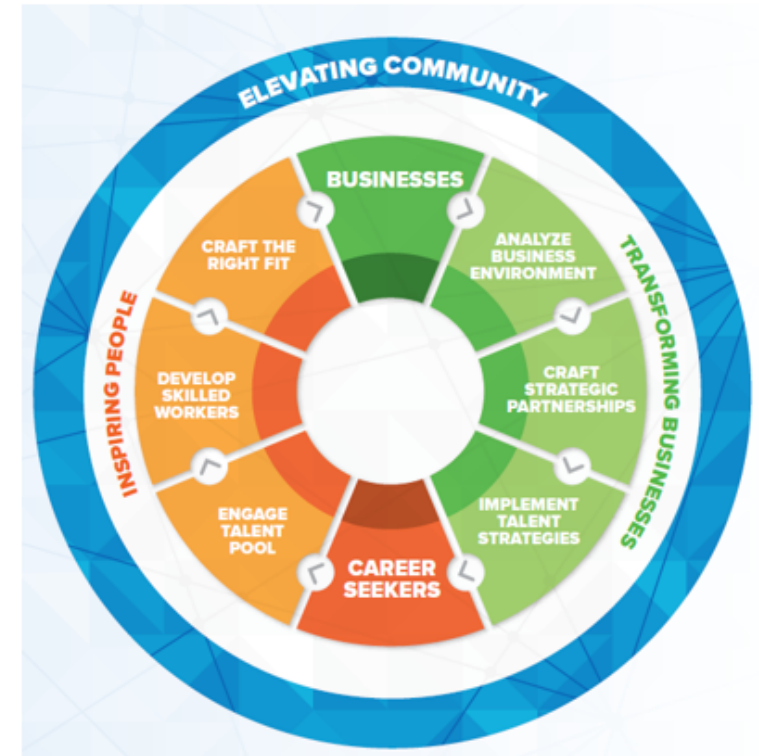 ELEVATING COMMUNITY
BUSINESSES
ANALYZE
BUSINESS
ENVIRONMENT
CRAFT
STRATEGIC
PARTNERSHIPS
IMPLEMENT
TALENT
STRATEGIES
TRANSFORMING BUSINESSES
CAREER
SEEKERS
ENGAGE
TALENT
POOL
DEVELOP
SKILLED
WORKERS
CRAFT THE
RIGHT FIT
INSPIRING PEOPLE